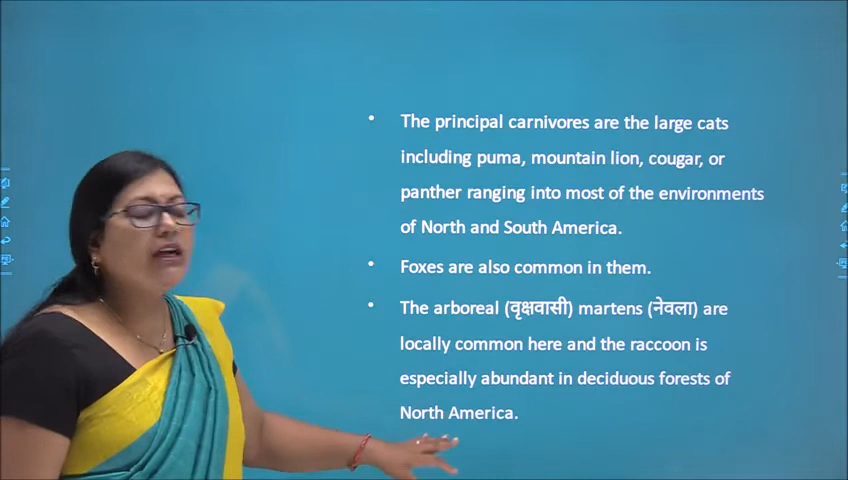 • The principal carnivores are the large cats
including puma, mountain lion, cougar, or
panther ranging into most of the environments
of North and South America.
• Foxes are also common in them.
• The arboreal (वृक्षवासी) martens (नेवला) are
locally common here and the raccoon is
especially abundant in deciduous forests of
North America.